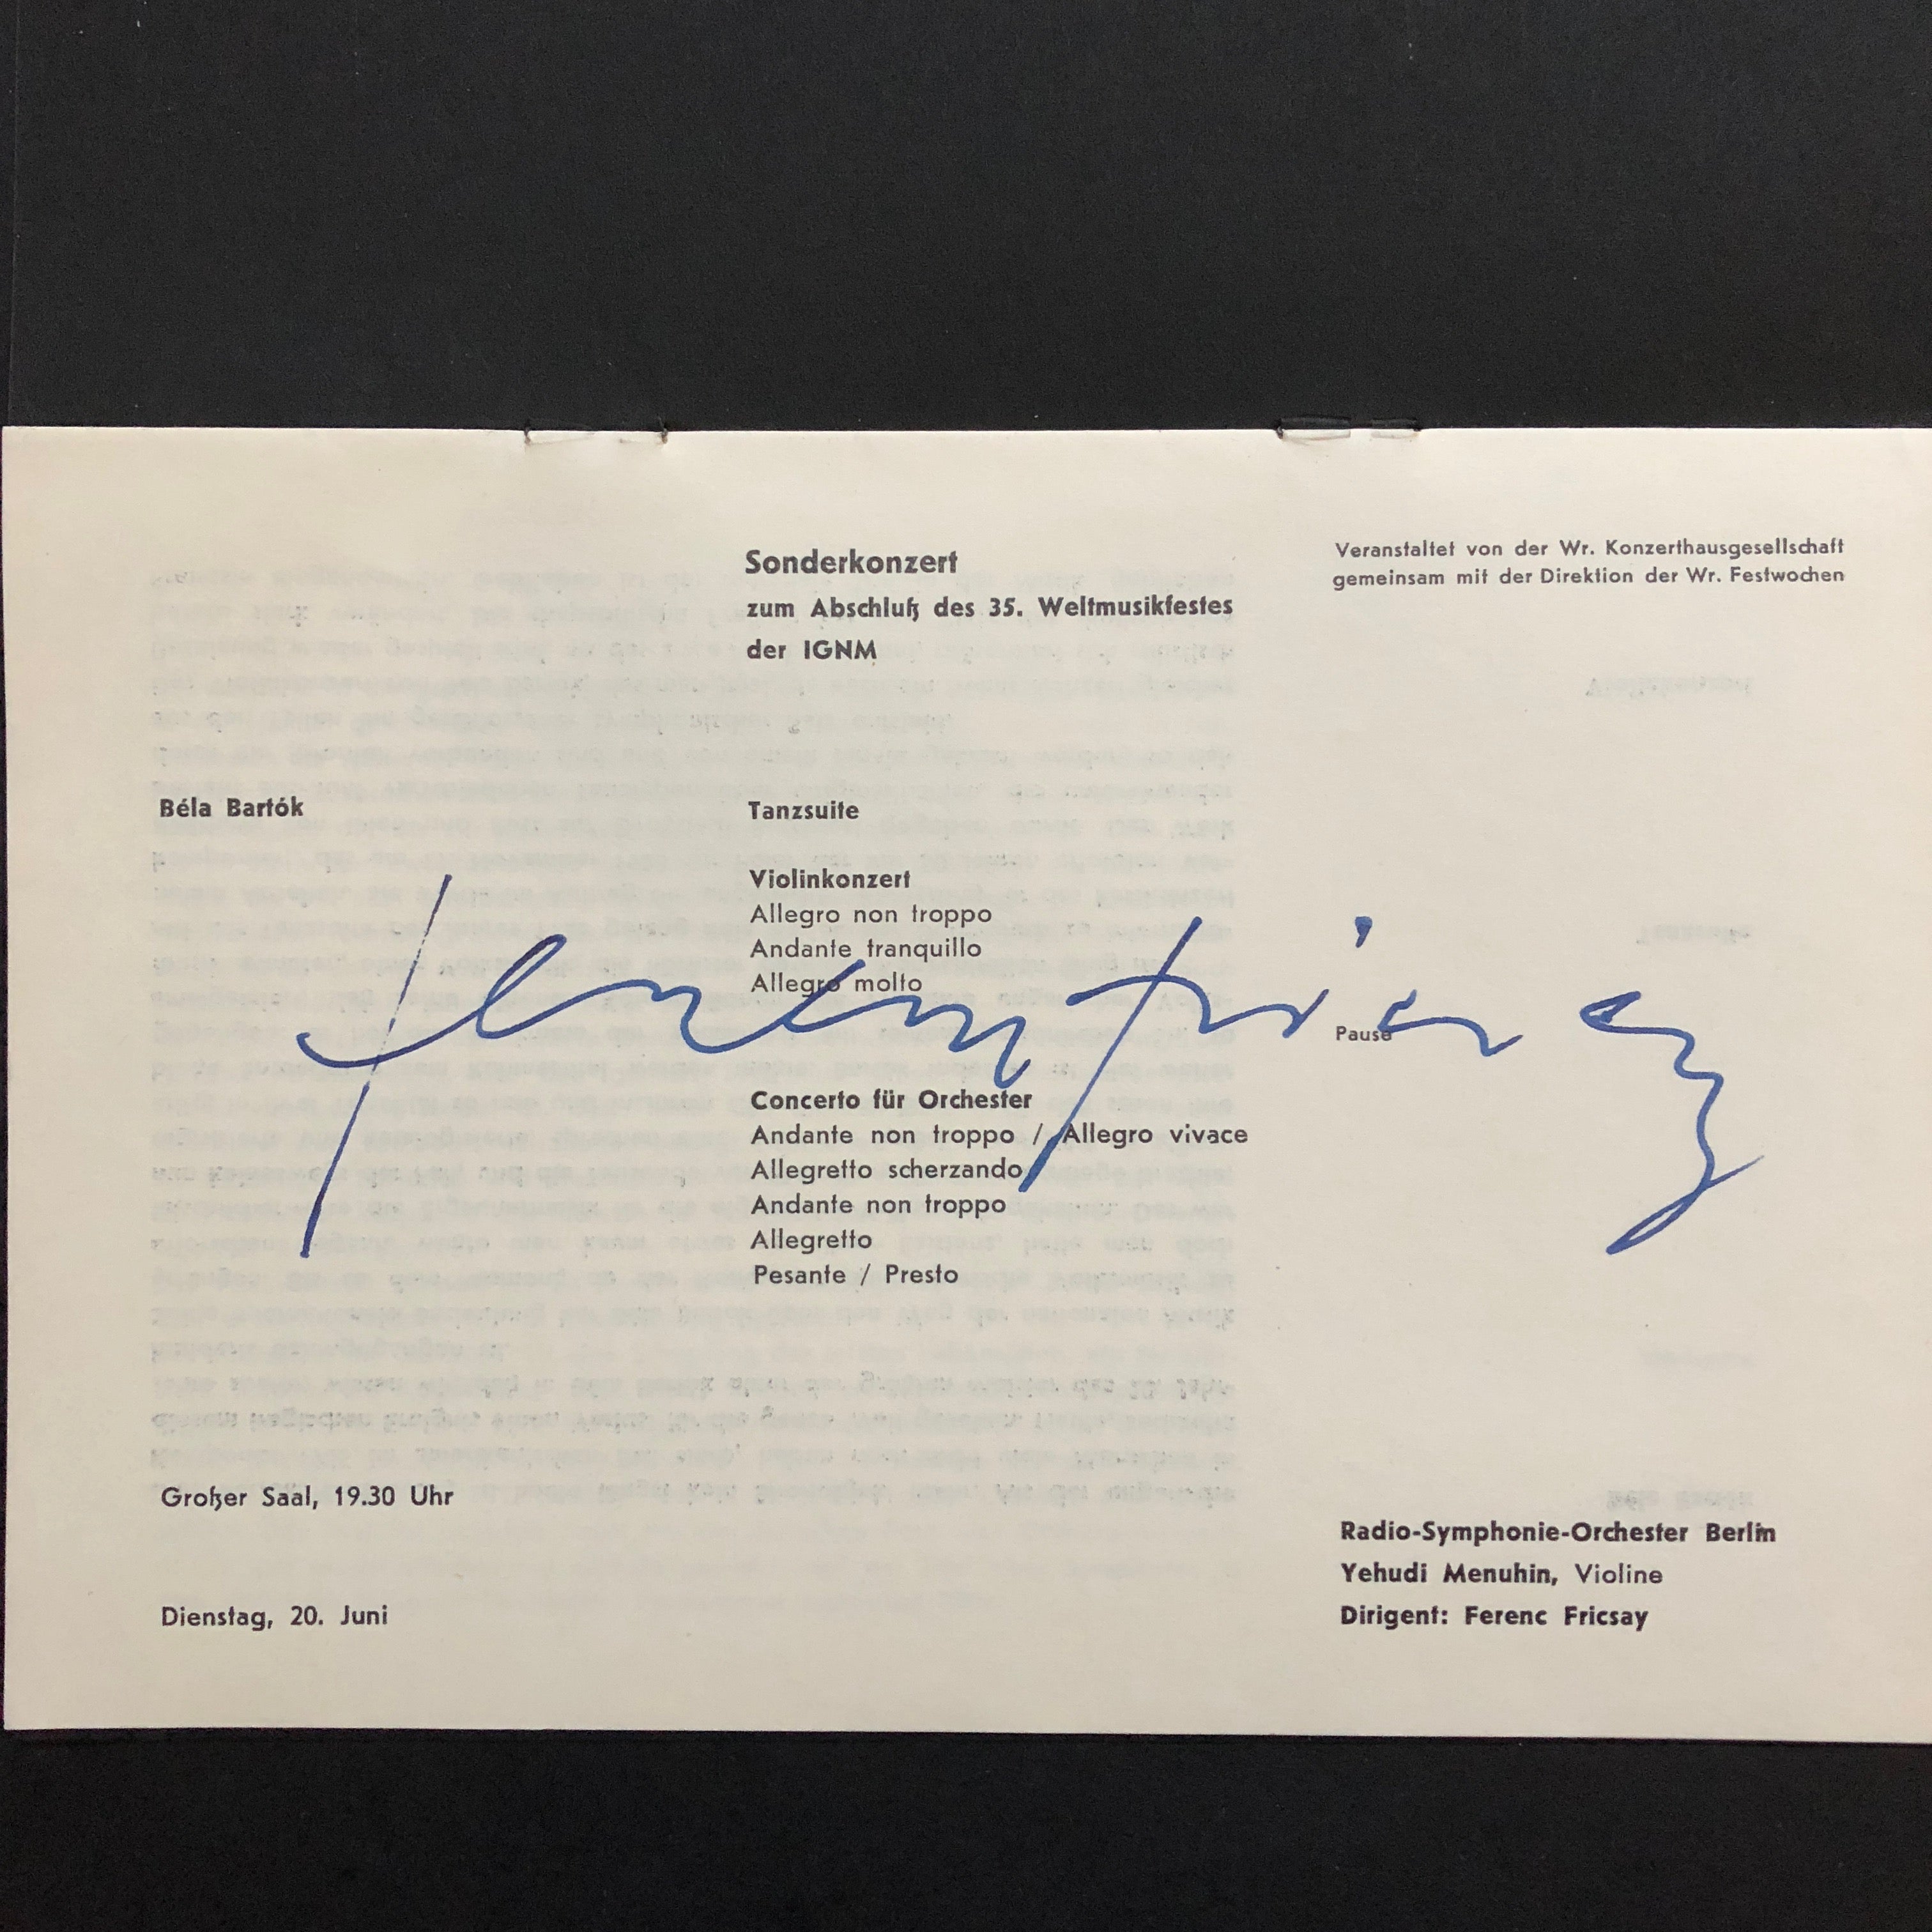 Sonderkonzert
zum Abschluß des 35. Weltmusikfestes
der IGNM
Veranstaltet von der Wr. Konzerthausgesellschaft
gemeinsam mit der Direktion der Wr. Festwochen
Béla Bartók
Tanzsuite
Violinkonzert
Allegro non troppo
Andante tranquillo
Allegro molto
Ferenc Fricsay
Pause
Concerto für Orchester
Andante non troppo / Allegro vivace
Allegretto scherzando
Andante non troppo
Allegretto
Pesante / Presto
Großer Saal, 19.30 Uhr
Dienstag, 20. Juni
Radio-Symphonie-Orchester Berlin
Yehudi Menuhin, Violine
Dirigent: Ferenc Fricsay